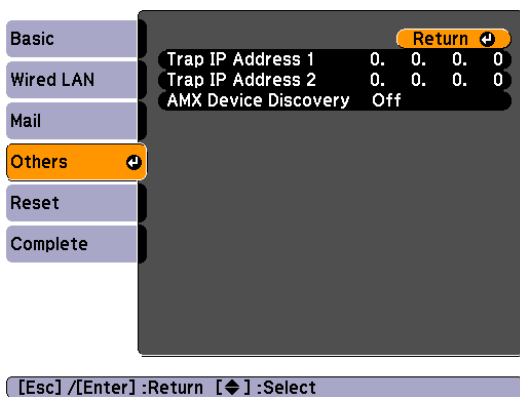 Basic
Wired LAN
Mail
Others
Reset
Complete
Return
Trap IP Address 1 0. 0. 0. 0
Trap IP Address 2 0. 0. 0. 0
AMX Device Discovery Off
[Esc] /[Enter] :Return [◆] :Select